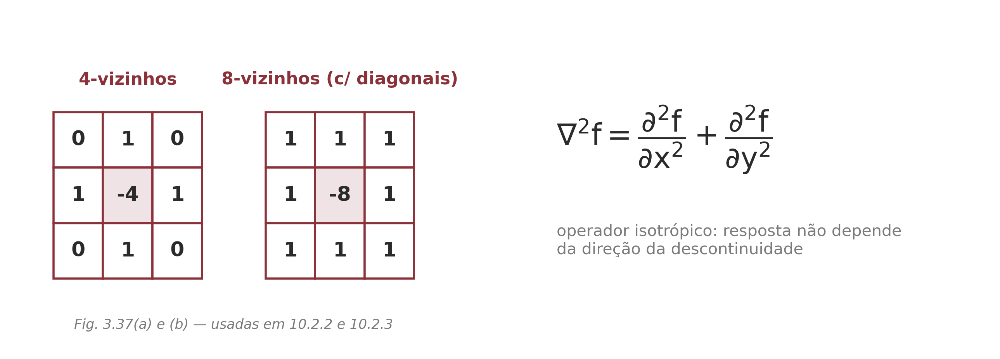 4-vizinhos
0 1 0
1 -4 1
0 1 0
8-vizinhos (c/ diagonais)
1 1 1
1 -8 1
1 1 1
Fig. 3.37(a) e (b) — usadas em 10.2.2 e 10.2.3
∇²f = ∂²f/∂x² + ∂²f/∂y²
operador isotrópico: resposta não depende
da direção da descontinuidade